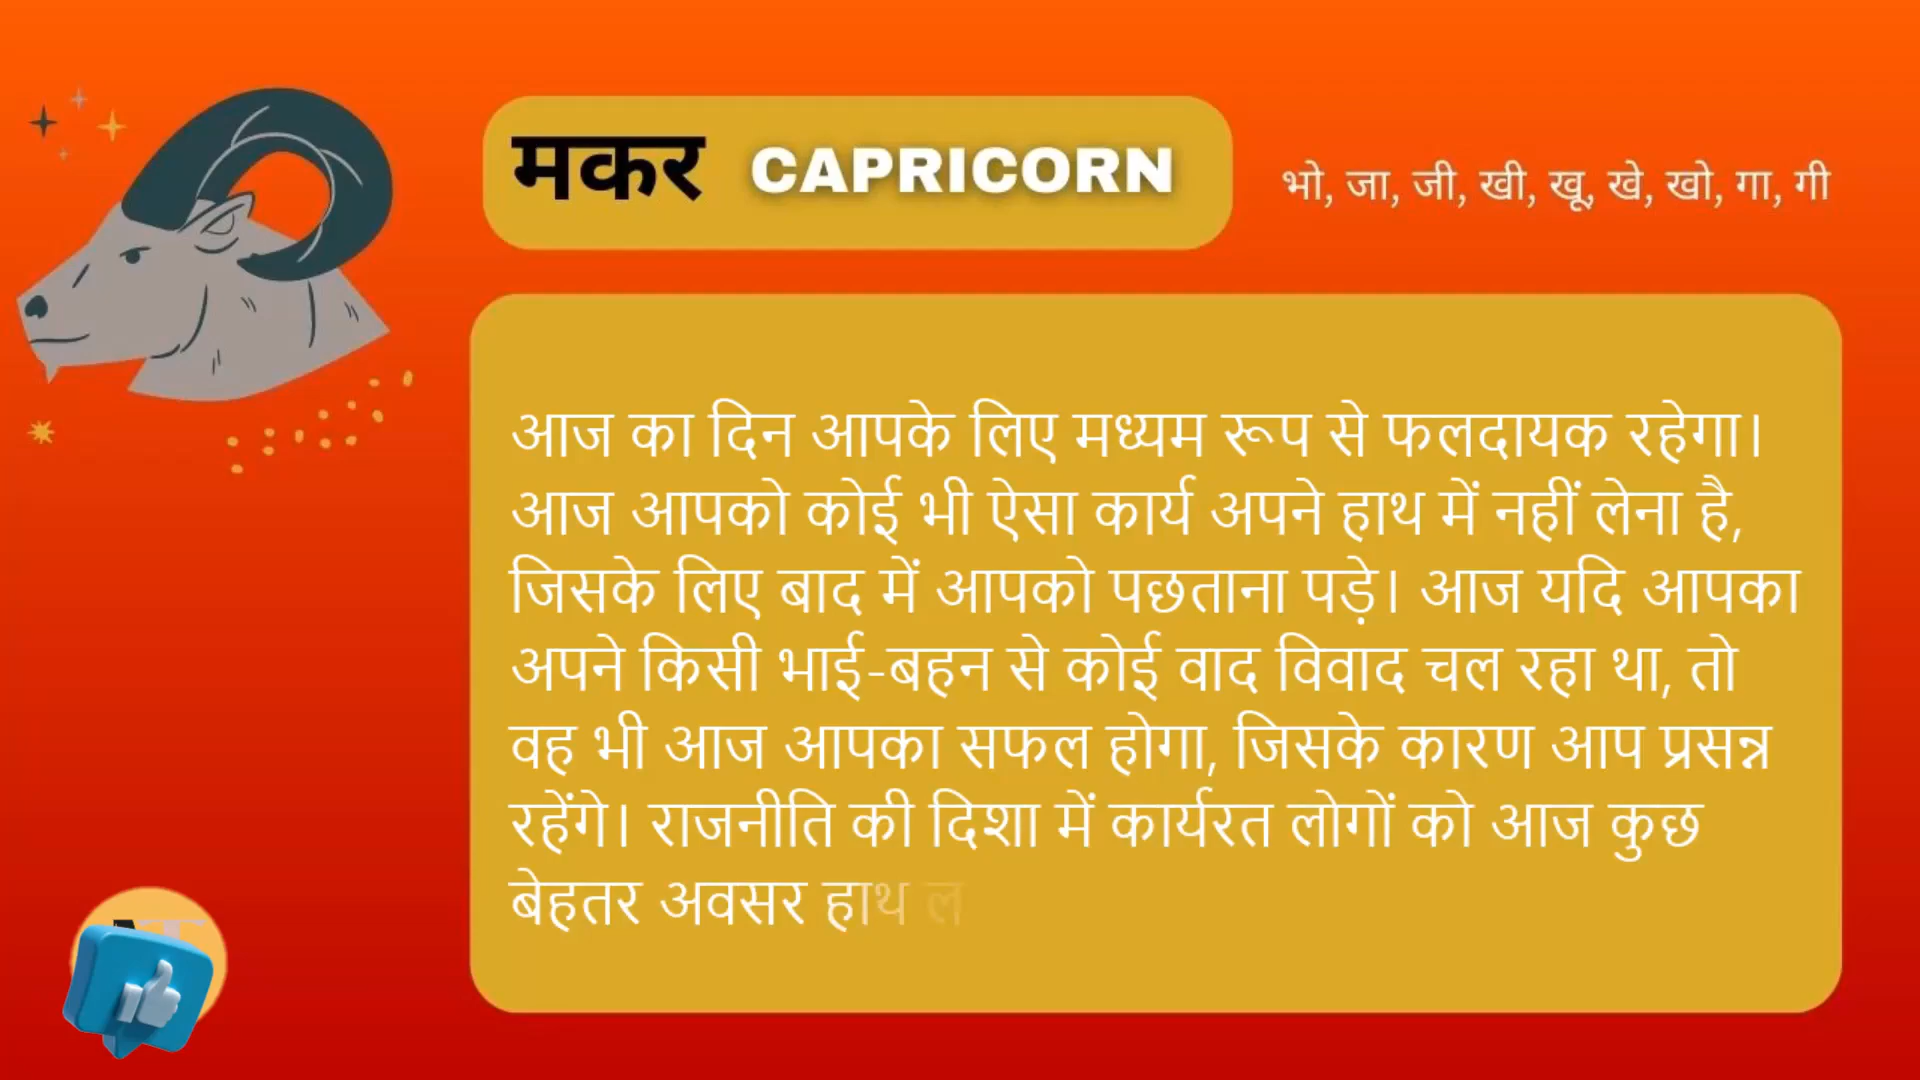 मकर CAPRICORN
भो, जा, जी, खी, खू, खे, खो, गा, गी
आज का दिन आपके लिए मध्यम रूप से फलदायक रहेगा।
आज आपको कोई भी ऐसा कार्य अपने हाथ में नहीं लेना है,
जिसके लिए बाद में आपको पछताना पड़े। आज यदि आपका
अपने किसी भाई-बहन से कोई वाद विवाद चल रहा था, तो
वह भी आज आपका सफल होगा, जिसके कारण आप प्रसन्न
रहेंगे। राजनीति की दिशा में कार्यरत लोगों को आज कुछ
बेहतर अवसर हाथ ल